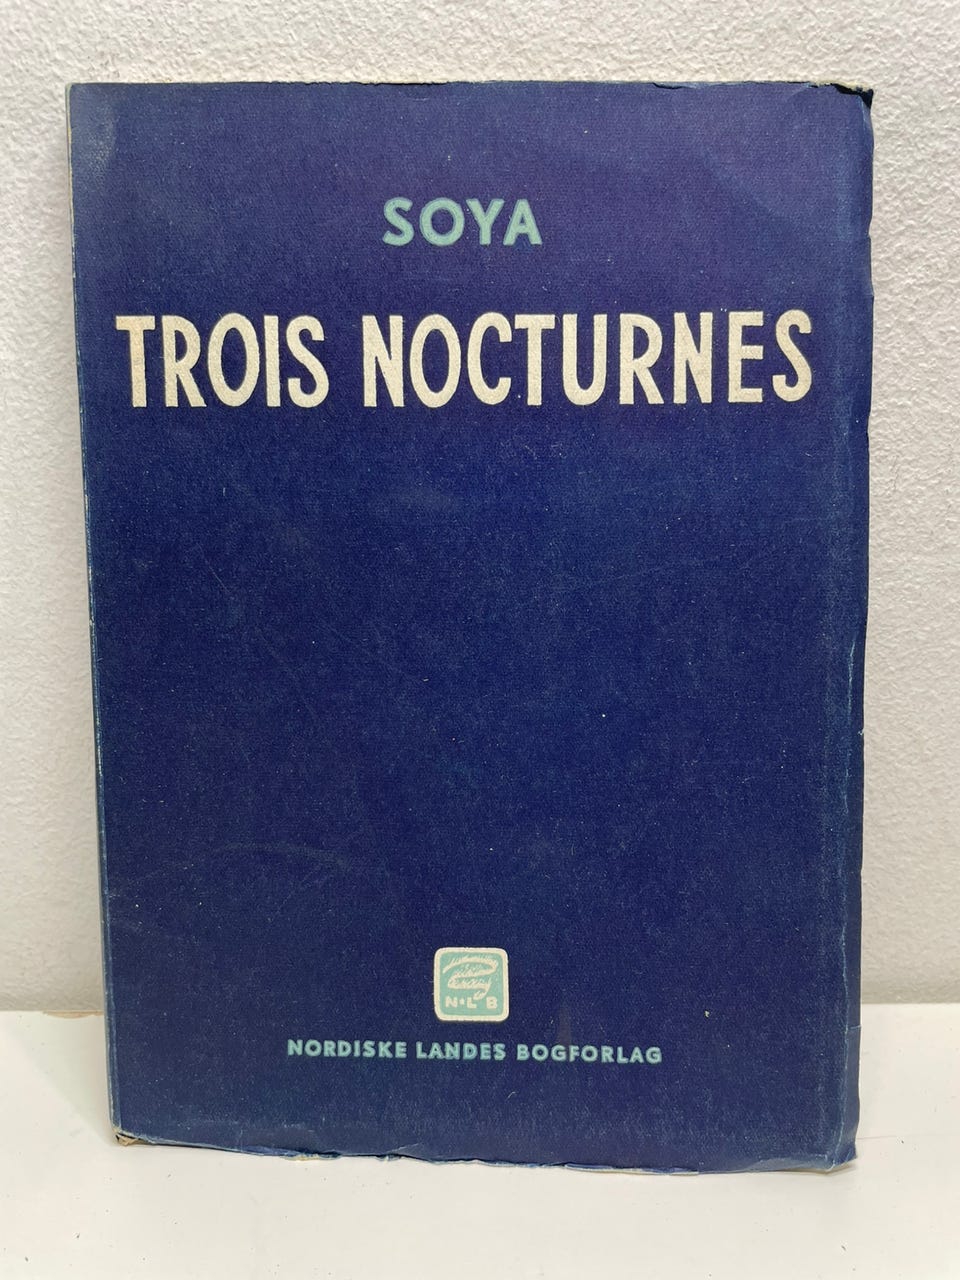 SOYA
TROIS NOCTURNES
N★L B
NORDISKE LANDES BOGFORLAG